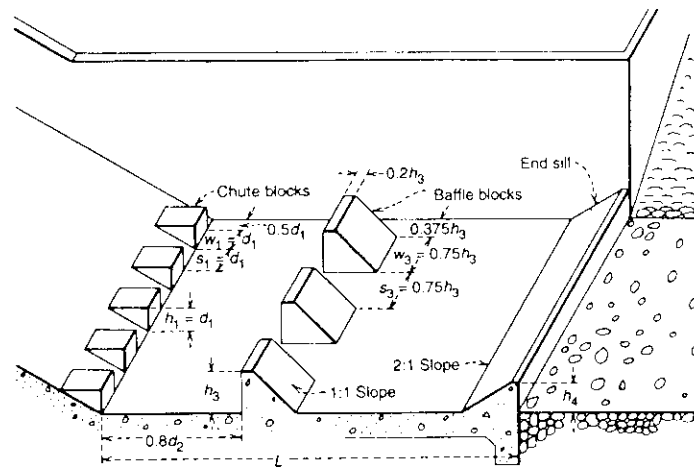 End sill
0.2h₃
Chute blocks
Baffle blocks
0.5d₁
0.375h₃
w₁ = d₁
w₃ = 0.75h₃
s₁ = d₁
s₃ = 0.75h₃
h₁ = d₁
2:1 Slope
h₃
1:1 Slope
h₄
0.8d₂
L